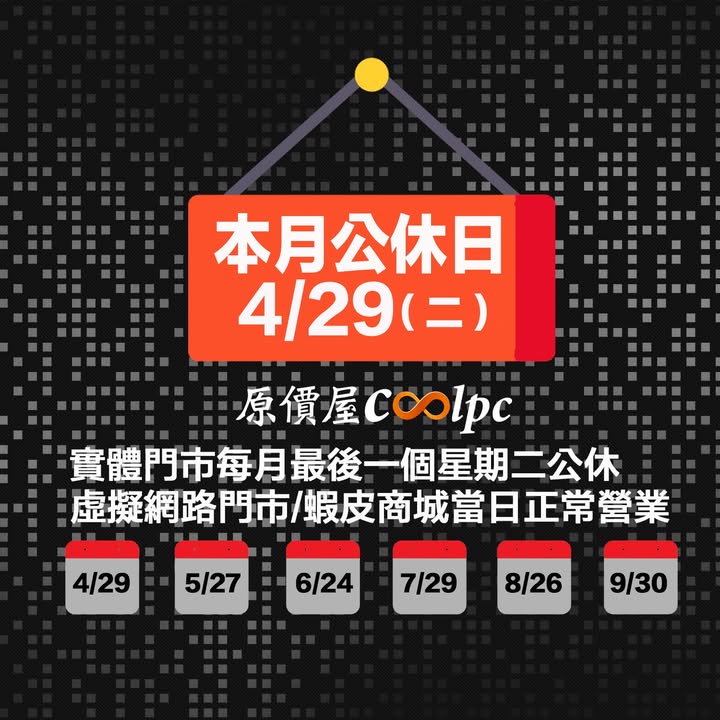 本月公休日
4/29(二)
原價屋coolpc
實體門市每月最後一個星期二公休
虛擬網路門市/蝦皮商城當日正常營業
4/29 5/27 6/24 7/29 8/26 9/30